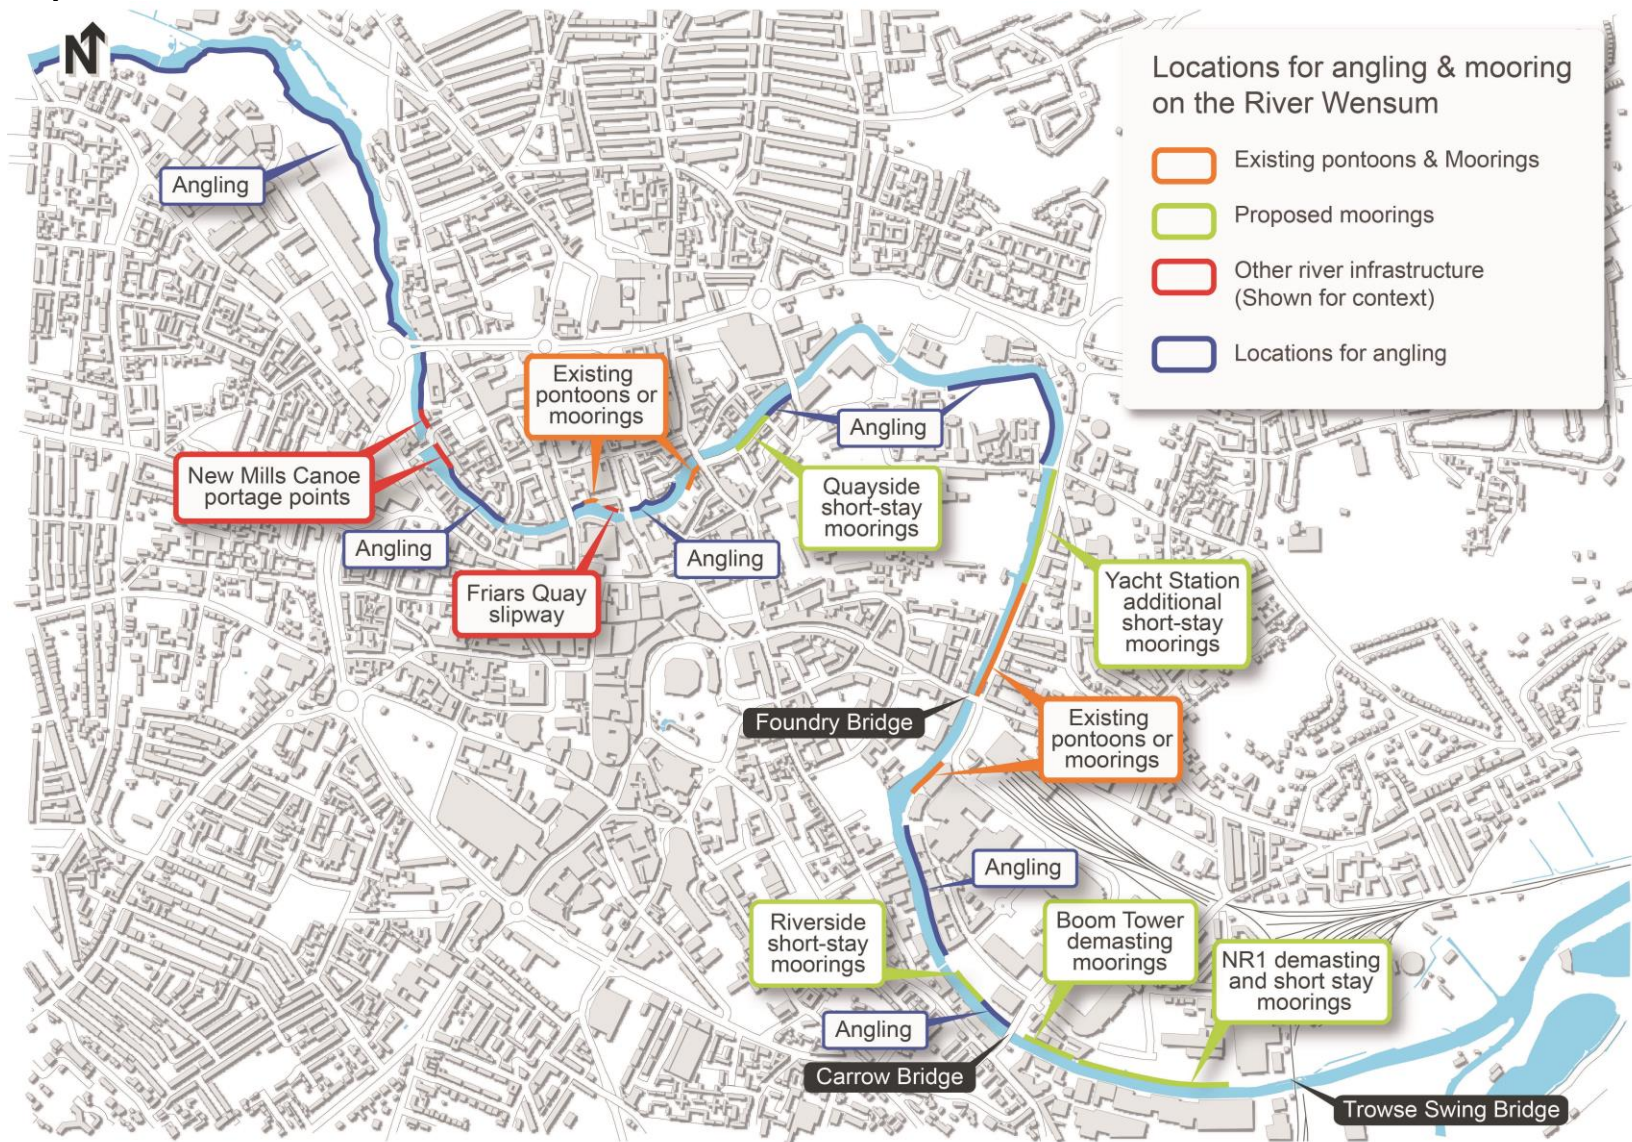 N
Locations for angling & mooring
on the River Wensum
Existing pontoons & Moorings
Proposed moorings
Other river infrastructure
(Shown for context)
Locations for angling
Angling
Existing
pontoons or
moorings
Angling
New Mills Canoe
portage points
Quayside
short-stay
moorings
Angling
Angling
Friars Quay
slipway
Yacht Station
additional
short-stay
moorings
Foundry Bridge
Existing
pontoons or
moorings
Angling
Riverside
short-stay
moorings
Boom Tower
demasting
moorings
NR1 demasting
and short stay
moorings
Angling
Carrow Bridge
Trowse Swing Bridge